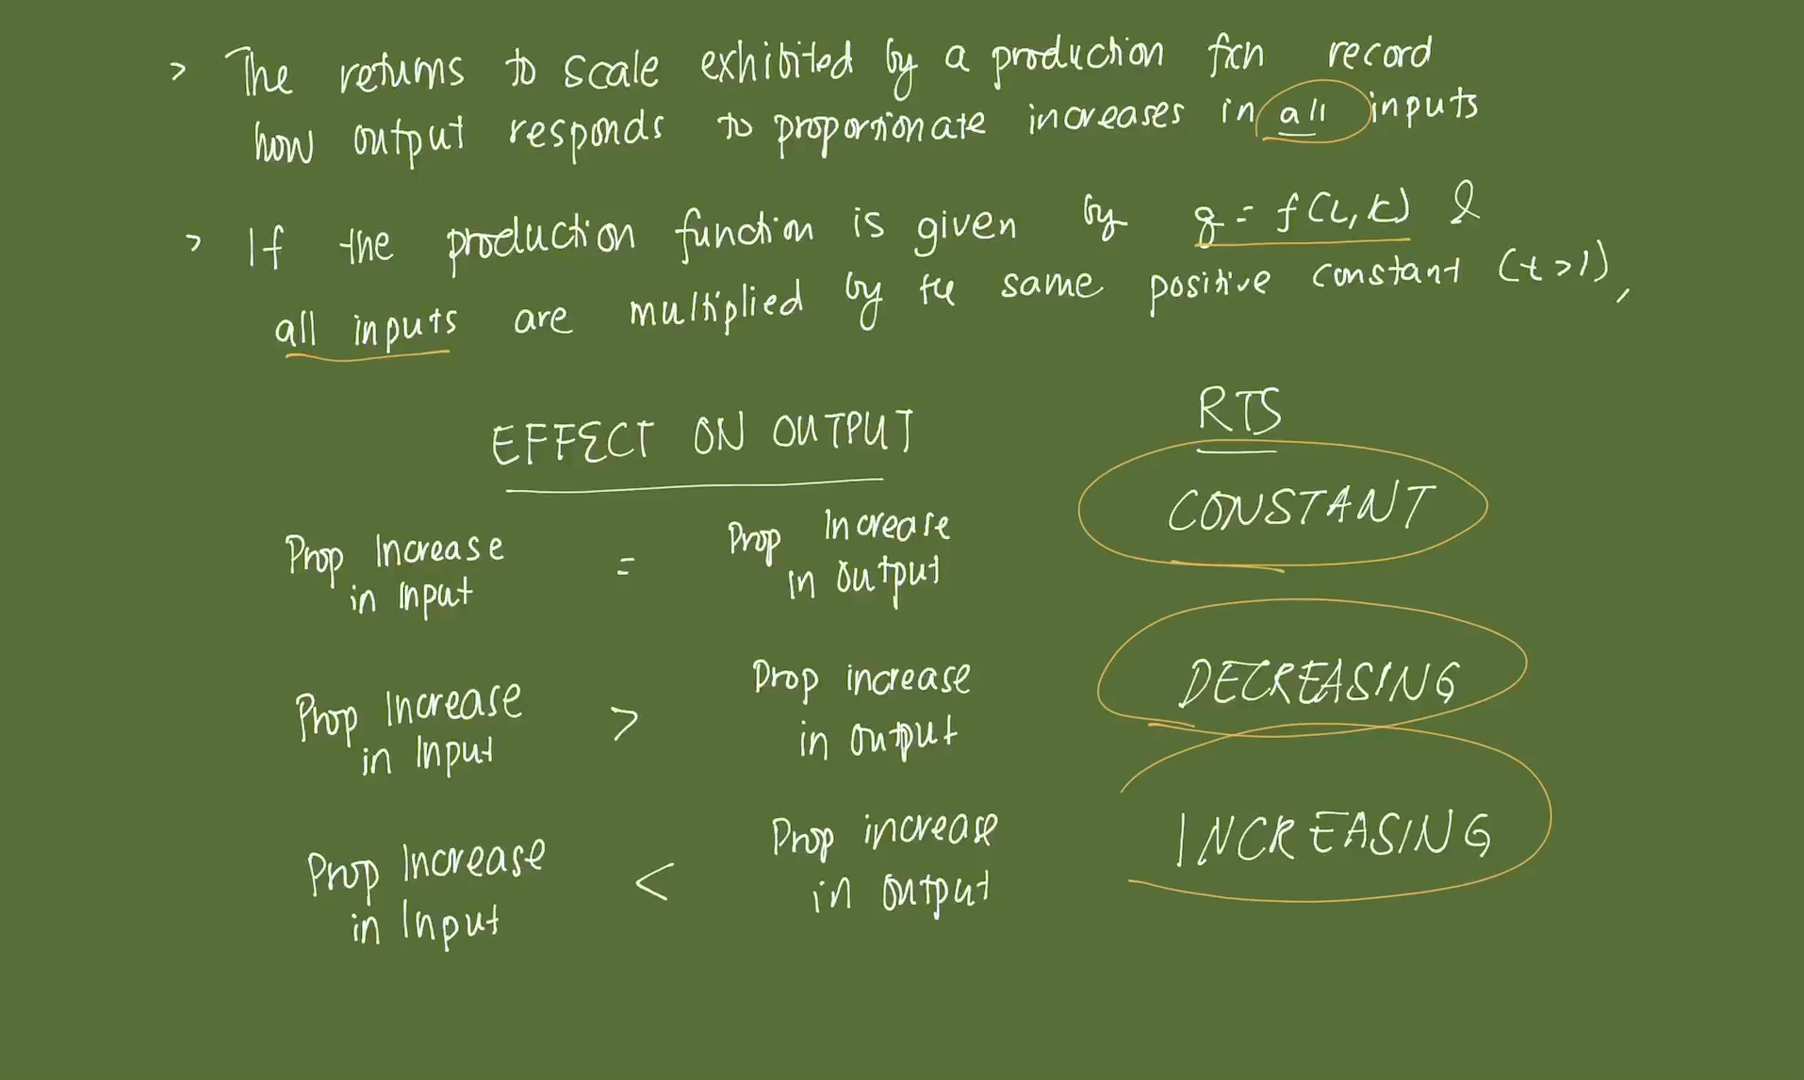 > The returns to scale exhibited by a production fxn record
how output responds to proportionate increases in all inputs
> If the production function is given by q = f(L,K) &
all inputs are multiplied by the same positive constant (t>1),
EFFECT ON OUTPUT RTS
Prop Increase in Input = Prop Increase in Output CONSTANT
Prop Increase in Input > Prop increase in output DECREASING
Prop Increase in Input < Prop increase in output INCREASING